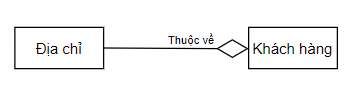 Địa chỉ
Thuộc về
Khách hàng